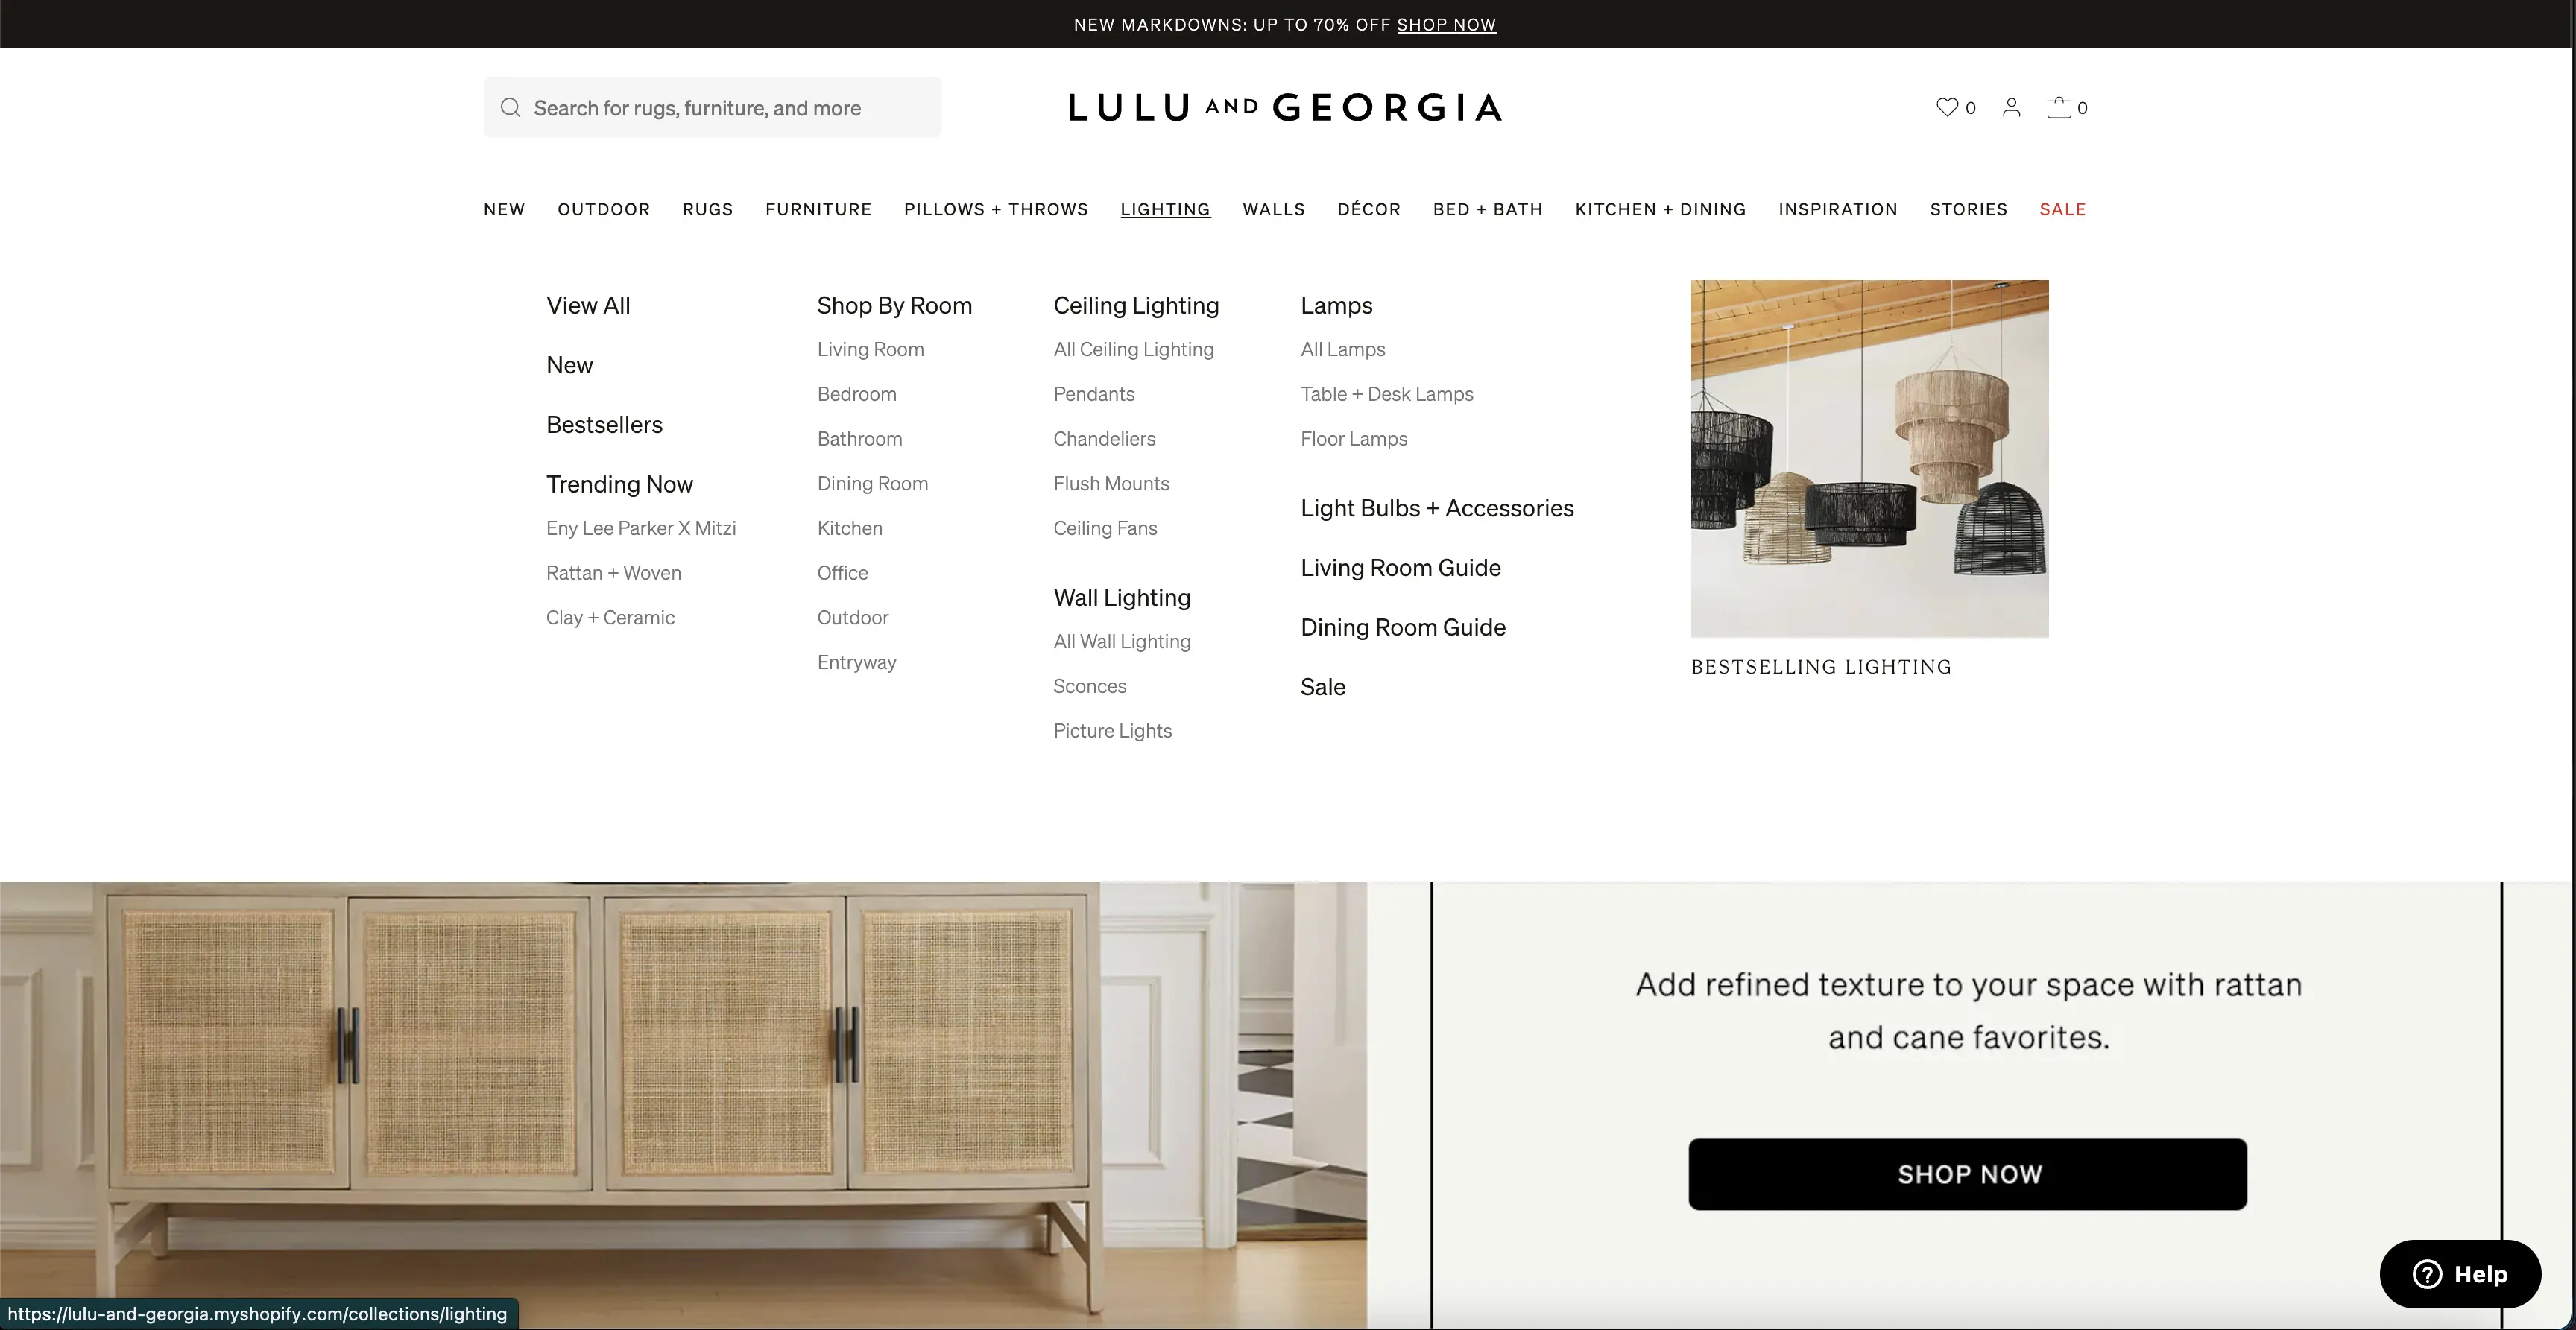 NEW MARKDOWNS: UP TO 70% OFF SHOP NOW
Search for rugs, furniture, and more
LULU AND GEORGIA
0
0
NEW OUTDOOR RUGS FURNITURE PILLOWS + THROWS LIGHTING WALLS DÉCOR BED + BATH KITCHEN + DINING INSPIRATION STORIES SALE
View All
New
Bestsellers
Trending Now
Eny Lee Parker X Mitzi
Rattan + Woven
Clay + Ceramic
Shop By Room
Living Room
Bedroom
Bathroom
Dining Room
Kitchen
Office
Outdoor
Entryway
Ceiling Lighting
All Ceiling Lighting
Pendants
Chandeliers
Flush Mounts
Ceiling Fans
Wall Lighting
All Wall Lighting
Sconces
Picture Lights
Lamps
All Lamps
Table + Desk Lamps
Floor Lamps
Light Bulbs + Accessories
Living Room Guide
Dining Room Guide
Sale
BESTSELLING LIGHTING
Add refined texture to your space with rattan
and cane favorites.
SHOP NOW
? Help
https://lulu-and-georgia.myshopify.com/collections/lighting